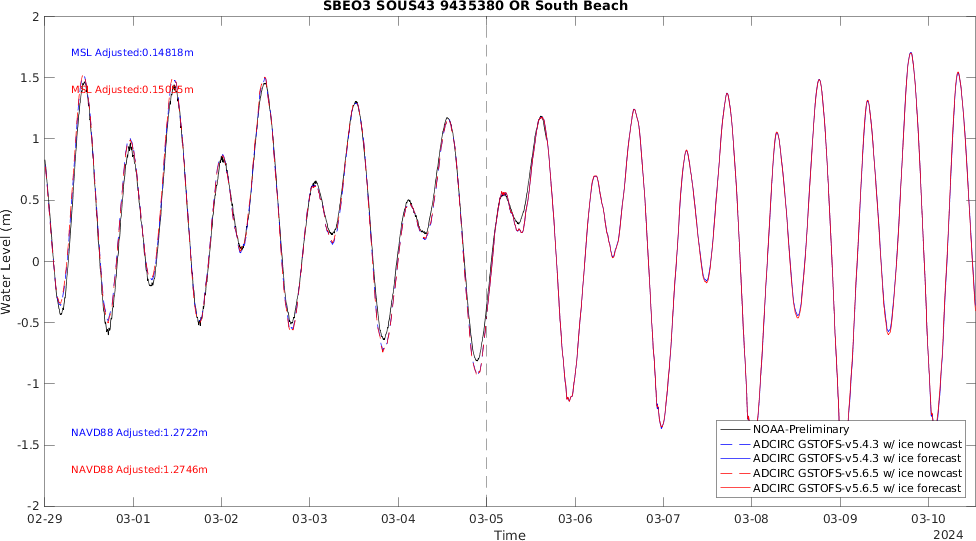 SBEO3 SOUS43 9435380 OR South Beach
2
1.5
1
0.5
0
-0.5
-1
-1.5
-2
Water Level (m)
MSL Adjusted:0.14818m
MSL
NAVD88 Adjusted:1.2722m
NAVD88 Adjusted:1.2746m
NOAA-Preliminary
ADCIRC GSTOFS-v5.4.3 w/ ice nowcast
ADCIRC GSTOFS-v5.4.3 w/ ice forecast
ADCIRC GSTOFS-v5.6.5 w/ ice nowcast
ADCIRC GSTOFS-v5.6.5 w/ ice forecast
02-29 03-01 03-02 03-03 03-04 03-05 03-06 03-07 03-08 03-09 03-10
Time
2024